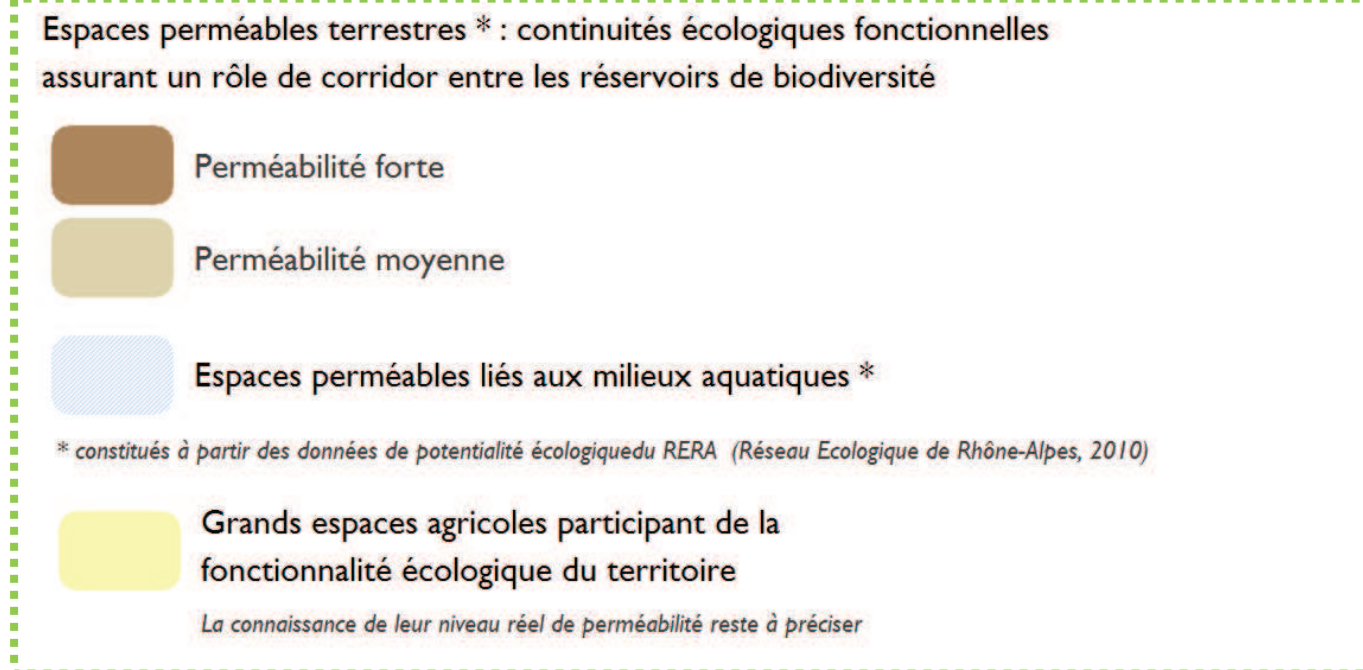 Espaces perméables terrestres * : continuités écologiques fonctionnelles
assurant un rôle de corridor entre les réservoirs de biodiversité
Perméabilité forte
Perméabilité moyenne
Espaces perméables liés aux milieux aquatiques *
* constitués à partir des données de potentialité écologiquedu RERA (Réseau Ecologique de Rhône-Alpes, 2010)
Grands espaces agricoles participant de la
fonctionnalité écologique du territoire
La connaissance de leur niveau réel de perméabilité reste à préciser